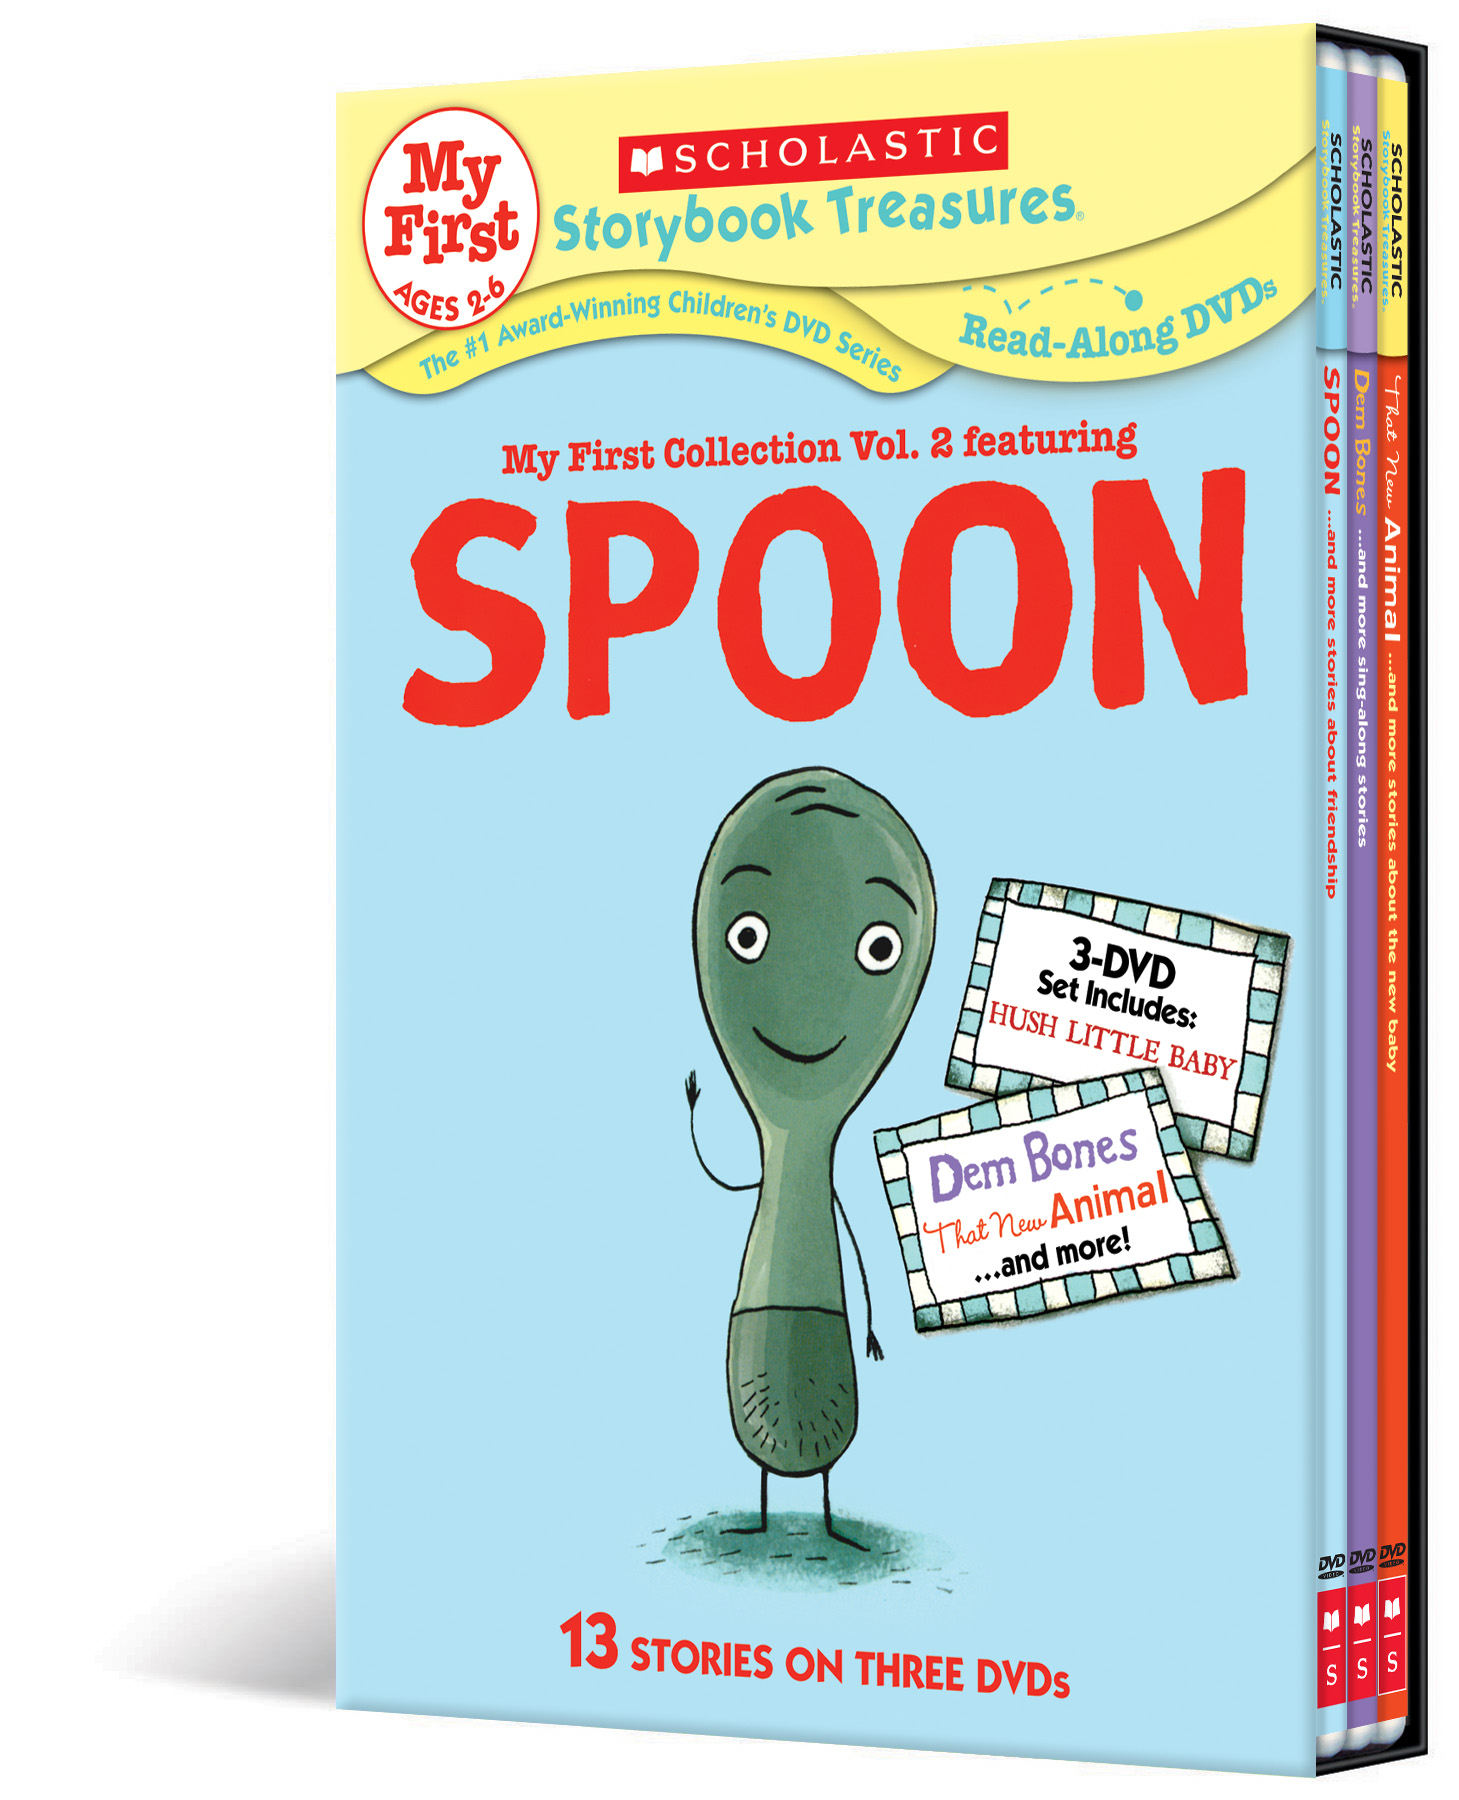 My
First
AGES 2-6
SCHOLASTIC
Storybook Treasures®
The #1 Award-Winning Children's DVD Series
Read-Along DVDs
My First Collection Vol. 2 featuring
SPOON
3-DVD
Set Includes:
HUSH LITTLE BABY
Dem Bones
That New Animal
...and more!
13 STORIES ON THREE DVDs
SCHOLASTIC
Storybook Treasures.
SPOON ...and more stories about friendship
DVD
VIDEO
S
SCHOLASTIC
Storybook Treasures.
Dem Bones ...and more sing-along stories
DVD
VIDEO
S
SCHOLASTIC
Storybook Treasures.
That New Animal ...and more stories about the new baby
DVD
VIDEO
S